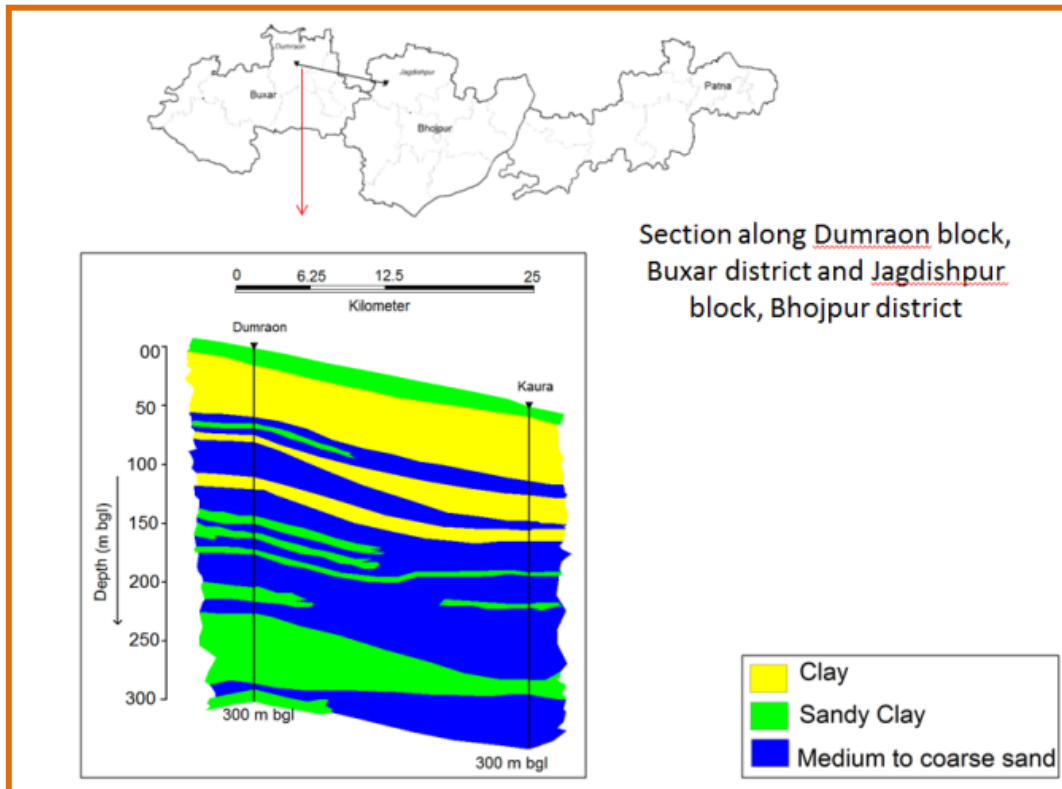 Dumraon
Jagdishpur
Buxar
Patna
Bhojpur
Section along Dumraon block,
Buxar district and Jagdishpur
block, Bhojpur district
0 6.25 12.5 25
Kilometer
Dumraon
Kaura
00
50
100
150
200
250
300
Depth (m bgl)
300 m bgl
300 m bgl
Clay
Sandy Clay
Medium to coarse sand